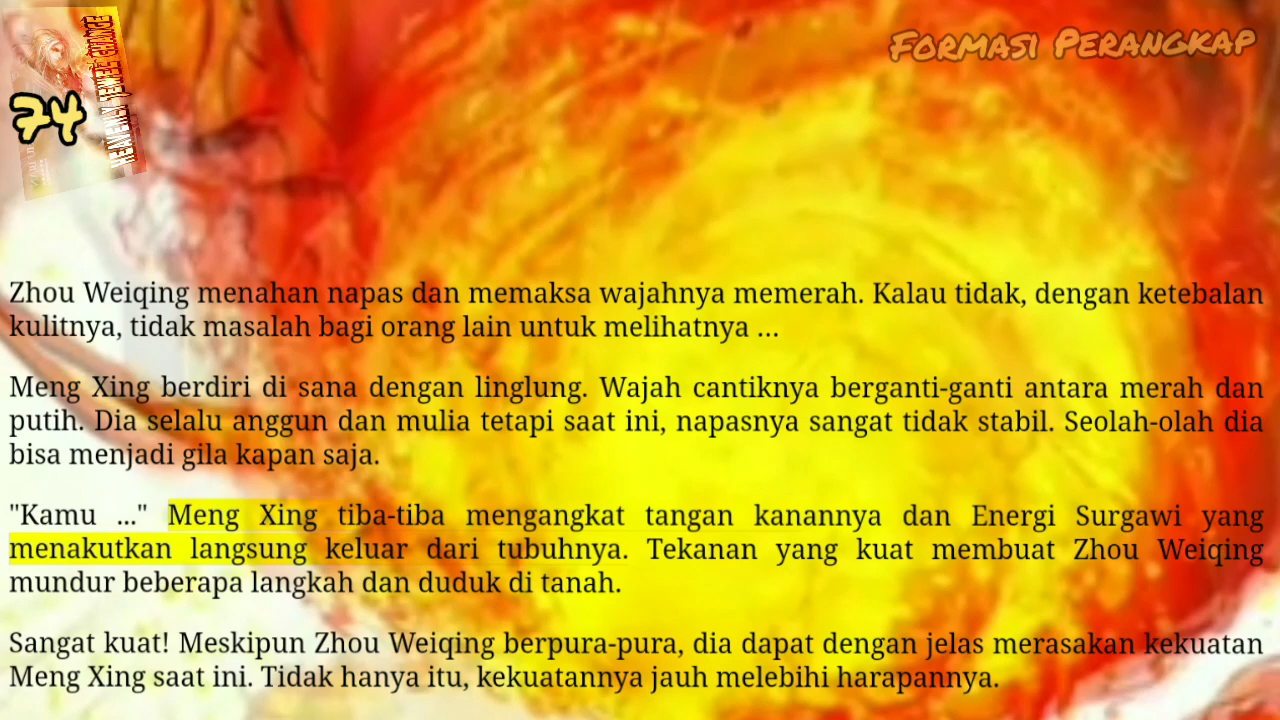 Formasi Perangkap
74
HEAVENLY JEWEL CHANGE
Zhou Weiqing menahan napas dan memaksa wajahnya memerah. Kalau tidak, dengan ketebalan
kulitnya, tidak masalah bagi orang lain untuk melihatnya ...
Meng Xing berdiri di sana dengan linglung. Wajah cantiknya berganti-ganti antara merah dan
putih. Dia selalu anggun dan mulia tetapi saat ini, napasnya sangat tidak stabil. Seolah-olah dia
bisa menjadi gila kapan saja.
"Kamu ..." Meng Xing tiba-tiba mengangkat tangan kanannya dan Energi Surgawi yang
menakutkan langsung keluar dari tubuhnya. Tekanan yang kuat membuat Zhou Weiqing
mundur beberapa langkah dan duduk di tanah.
Sangat kuat! Meskipun Zhou Weiqing berpura-pura, dia dapat dengan jelas merasakan kekuatan
Meng Xing saat ini. Tidak hanya itu, kekuatannya jauh melebihi harapannya.